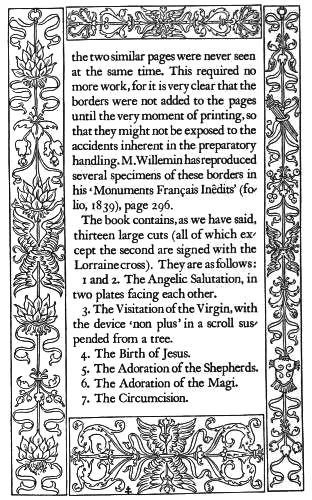 the two similar pages were never seen
at the same time. This required no
more work, for it is very clear that the
borders were not added to the pages
until the very moment of printing, so
that they might not be exposed to the
accidents inherent in the preparatory
handling. M. Willemin has reproduced
several specimens of these borders in
his ‘Monuments Français Inêdits’ (fo-
lio, 1839), page 296.
The book contains, as we have said,
thirteen large cuts (all of which ex-
cept the second are signed with the
Lorraine cross). They are as follows:
1 and 2. The Angelic Salutation, in
two plates facing each other.
3. The Visitation of the Virgin, with
the device ‘non plus’ in a scroll sus-
pended from a tree.
4. The Birth of Jesus.
5. The Adoration of the Shepherds.
6. The Adoration of the Magi.
7. The Circumcision.